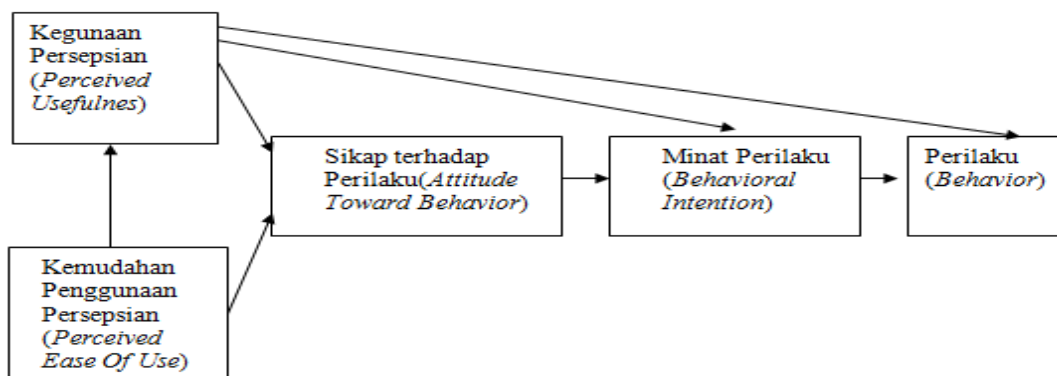 Kegunaan
Persepsian
(Perceived
Usefulnes)
Sikap terhadap
Perilaku(Attitude
Toward Behavior)
Minat Perilaku
(Behavioral
Intention)
Perilaku
(Behavior)
Kemudahan
Penggunaan
Persepsian
(Perceived
Ease Of Use)